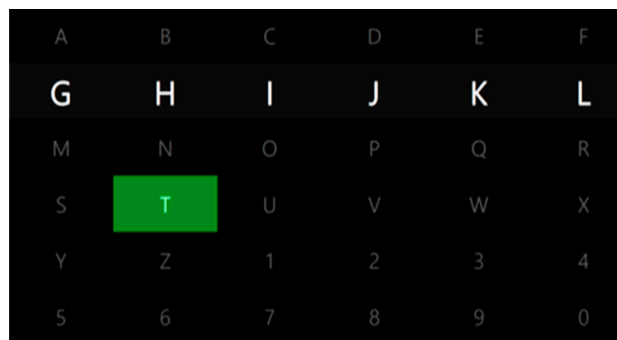 A B C D E F
G H I J K L
M N O P Q R
S T U V W X
Y Z 1 2 3 4
5 6 7 8 9 0